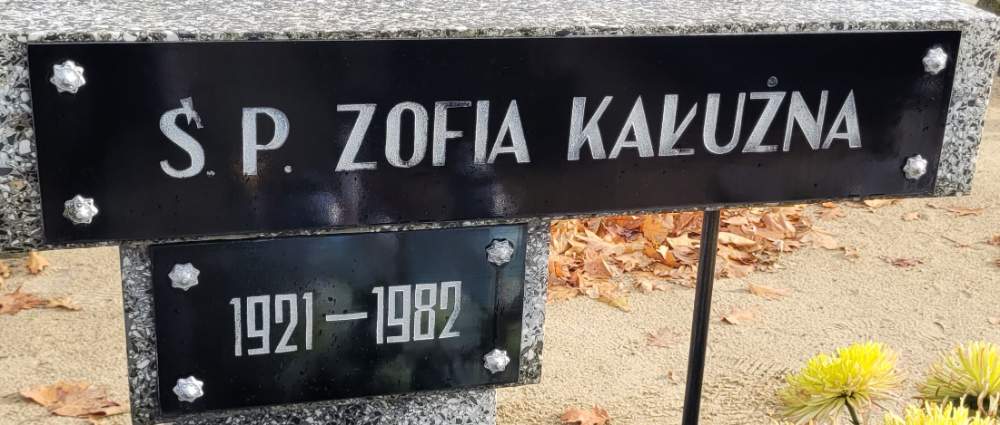 Ś. P. ZOFIA KAŁUŻNA
1921 — 1982